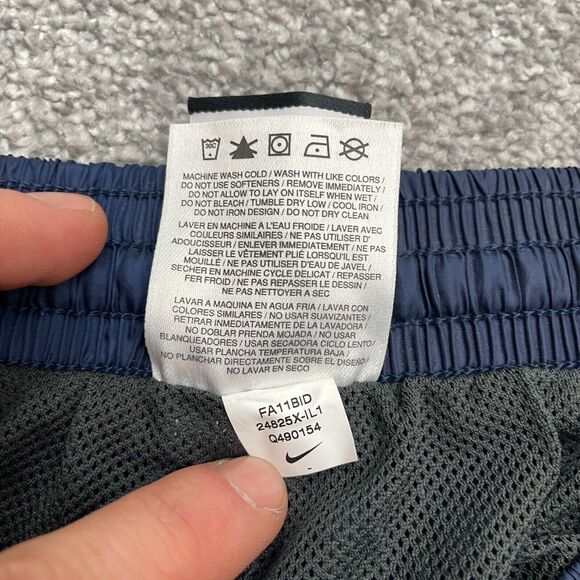 30C
MACHINE WASH COLD / WASH WITH LIKE COLORS /
DO NOT USE SOFTENERS / REMOVE IMMEDIATELY /
DO NOT ALLOW TO LAY ON ITSELF WHEN WET /
DO NOT BLEACH / TUMBLE DRY LOW / COOL IRON /
DO NOT IRON DESIGN / DO NOT DRY CLEAN
LAVER EN MACHINE A L'EAU FROIDE / LAVER AVEC
COULEURS SIMILAIRES / NE PAS UTILISER D'
ADOUCISSEUR / ENLEVER IMMEDIATEMENT / NE PAS
LAISSER LE VÊTEMENT PLIÉ LORSQU'IL EST
MOUILLÉ / NE PAS UTILISER D'EAU DE JAVEL /
SECHER EN MACHINE CYCLE DELICAT / REPASSER
FER FROID / NE PAS REPASSER DESSIN /
NE PAS NETTOYER A SEC
LAVAR A MAQUINA EN AGUA FRIA / LAVAR CON
COLORES SIMILARES / NO USAR SUAVIZANTES /
RETIRAR INMEDIATAMENTE DE LA LAVADORA /
NO DOBLAR PRENDA MOJADA / NO USAR
BLANQUEADORES / USAR SECADORA CICLO LENTO /
USAR PLANCHA TEMPERATURA BAJA /
NO PLANCHAR DIRECTAMENTE SOBRE EL DISEÑO /
NO LAVAR EN SECO
FA11BID
24825X-IL1
Q490154